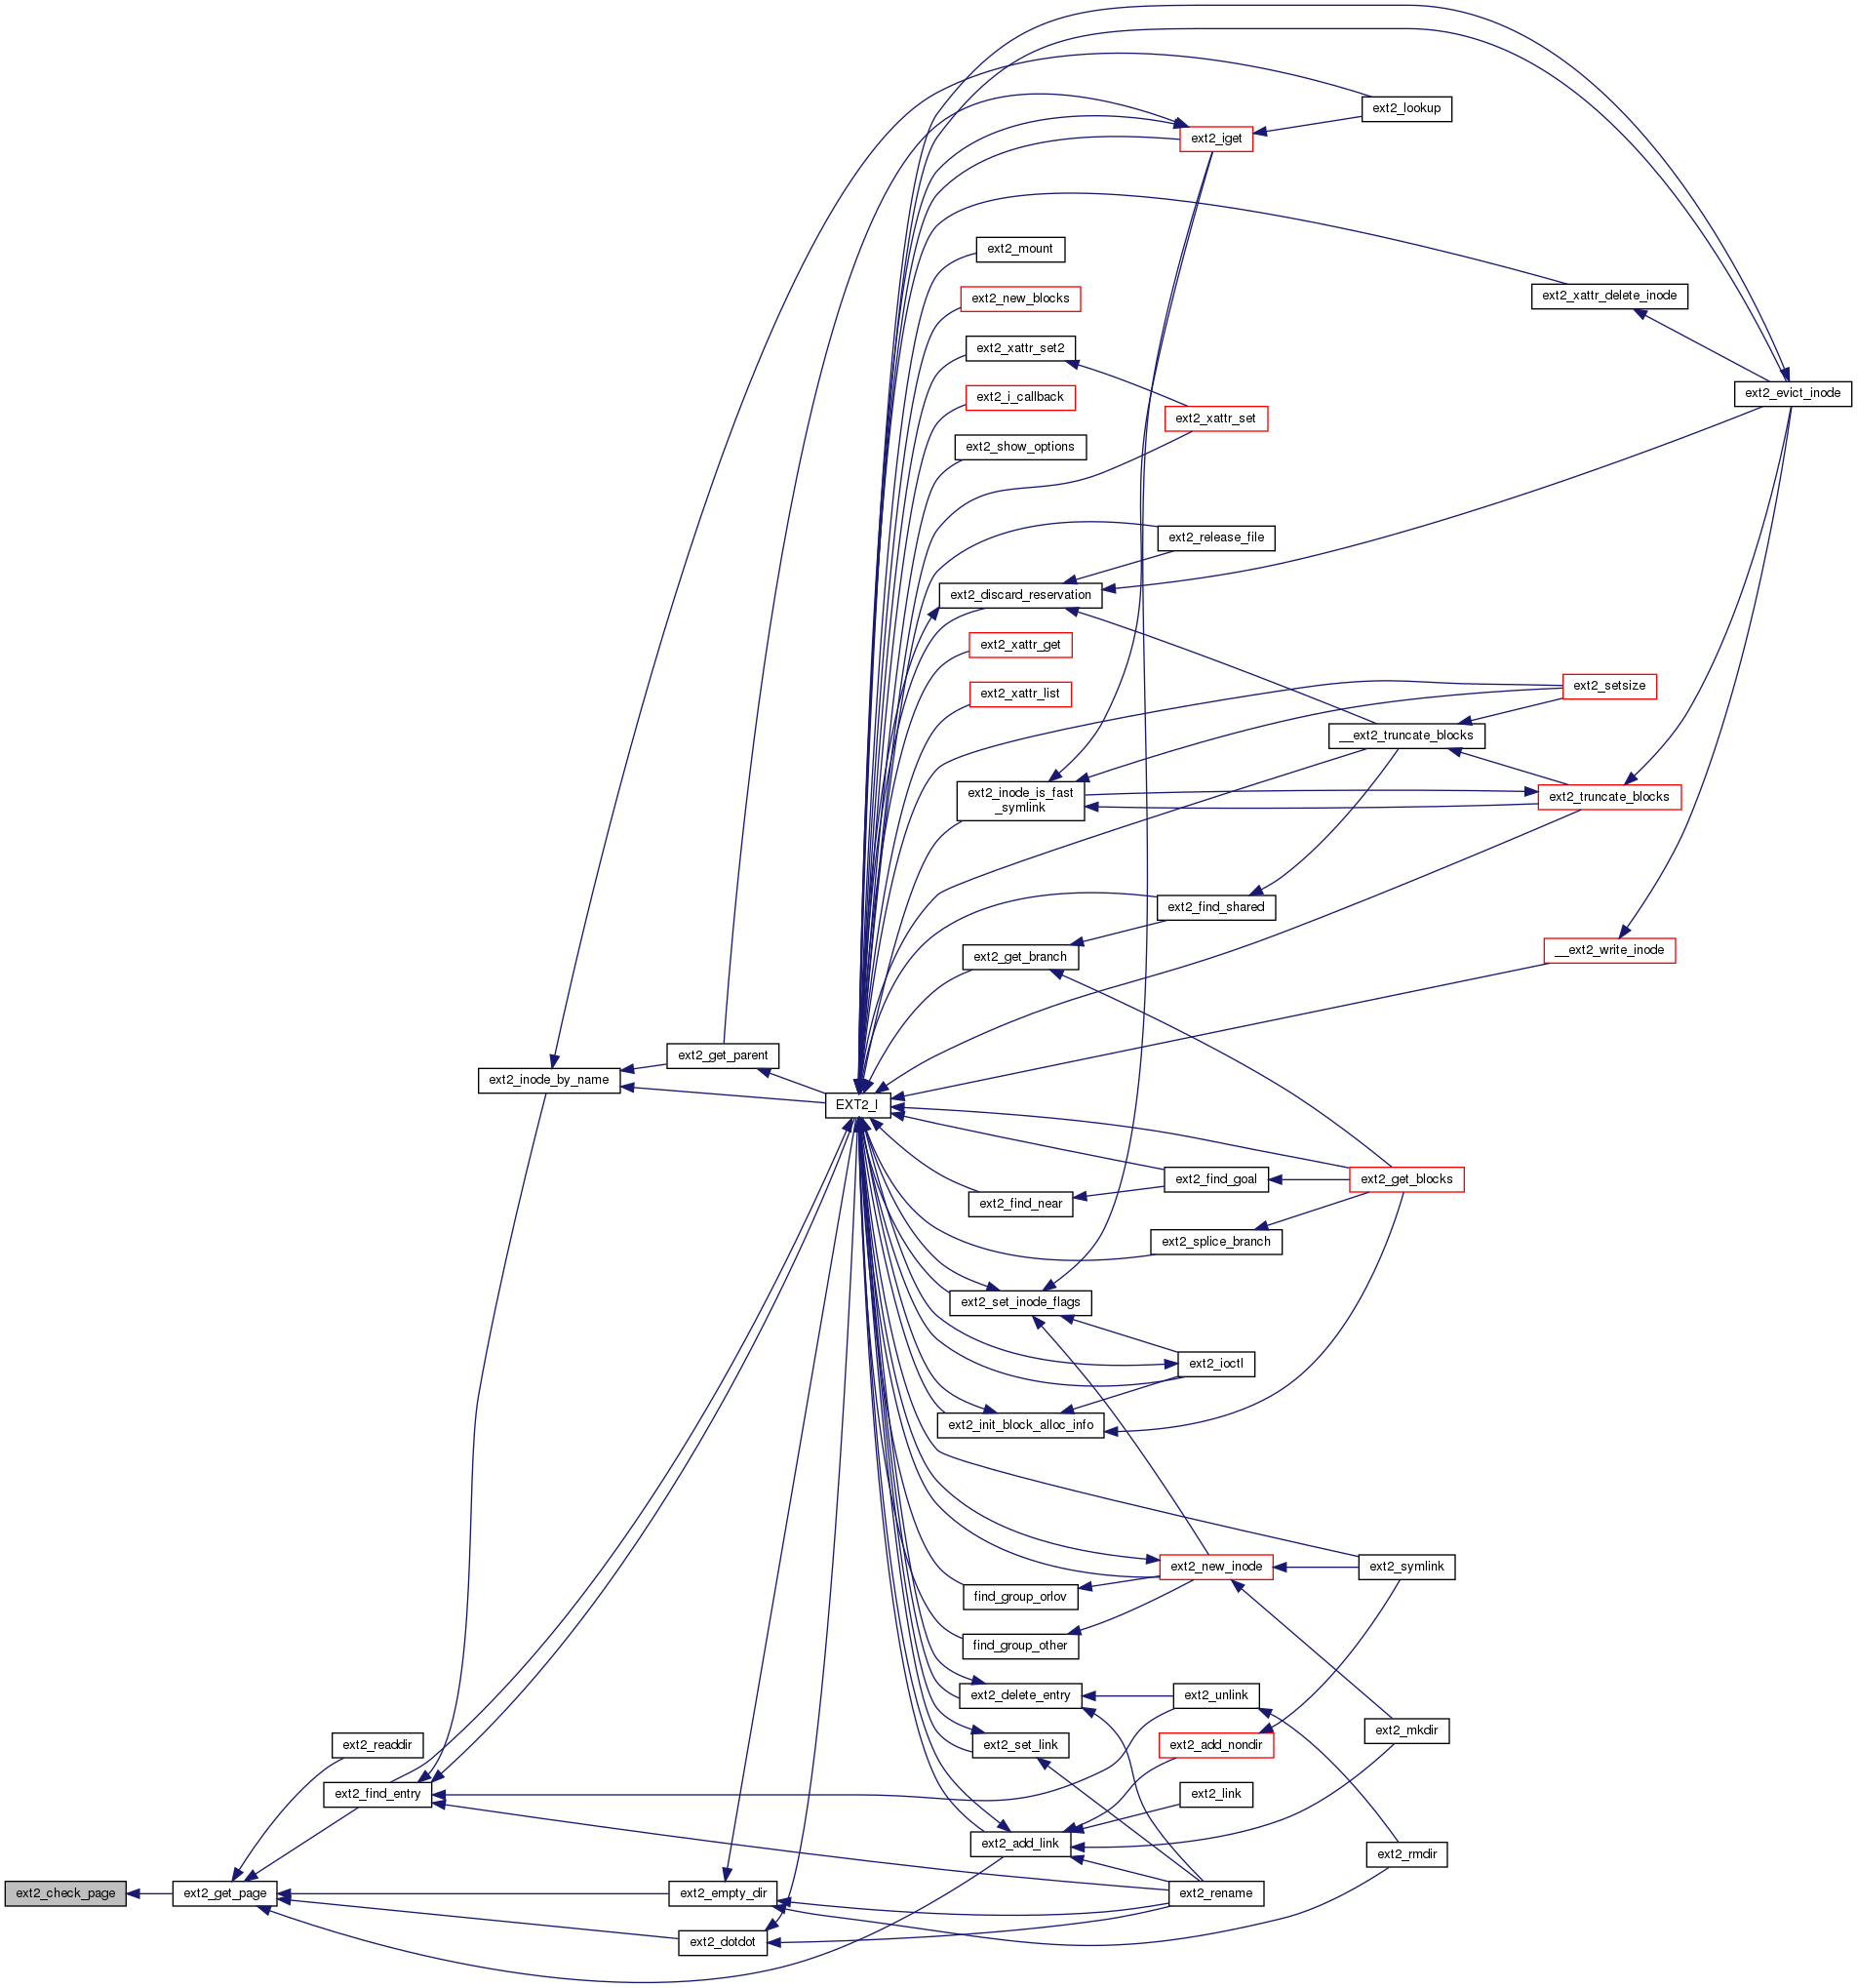 ext2_lookup
ext2_iget
ext2_mount
ext2_new_blocks
ext2_xattr_delete_inode
ext2_xattr_set2
ext2_i_callback
ext2_evict_inode
ext2_xattr_set
ext2_show_options
ext2_release_file
ext2_discard_reservation
ext2_xattr_get
ext2_xattr_list
ext2_setsize
__ext2_truncate_blocks
ext2_inode_is_fast
_symlink
ext2_truncate_blocks
ext2_find_shared
ext2_get_branch
__ext2_write_inode
ext2_get_parent
ext2_inode_by_name
EXT2_I
ext2_find_goal
ext2_get_blocks
ext2_find_near
ext2_splice_branch
ext2_set_inode_flags
ext2_ioctl
ext2_init_block_alloc_info
ext2_new_inode
ext2_symlink
find_group_orlov
find_group_other
ext2_delete_entry
ext2_unlink
ext2_mkdir
ext2_readdir
ext2_set_link
ext2_add_nondir
ext2_find_entry
ext2_link
ext2_add_link
ext2_rmdir
ext2_check_page
ext2_get_page
ext2_empty_dir
ext2_rename
ext2_dotdot